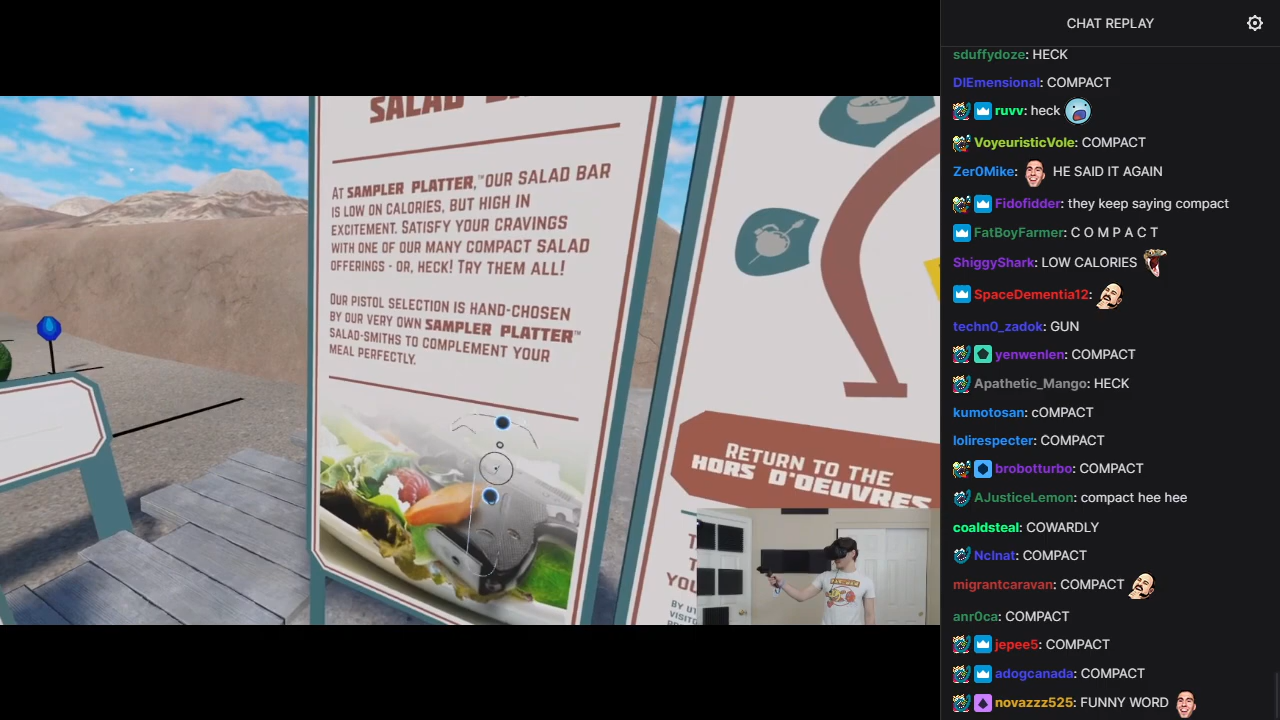 SALAD
AT SAMPLER PLATTER,™ OUR SALAD BAR
IS LOW ON CALORIES, BUT HIGH IN
EXCITEMENT. SATISFY YOUR CRAVINGS
WITH ONE OF OUR MANY COMPACT SALAD
OFFERINGS - OR, HECK! TRY THEM ALL!
OUR PISTOL SELECTION IS HAND-CHOSEN
BY OUR VERY OWN SAMPLER PLATTER™
SALAD-SMITHS TO COMPLEMENT YOUR
MEAL PERFECTLY.
RETURN TO THE
HORS D'OEUVRES
CHAT REPLAY
sduffydoze: HECK
DIEmensional: COMPACT
ruvv: heck
VoyeuristicVole: COMPACT
Zer0Mike: HE SAID IT AGAIN
Fidofidder: they keep saying compact
FatBoyFarmer: C O M P A C T
ShiggyShark: LOW CALORIES
SpaceDementia12:
techn0_zadok: GUN
yenwenlen: COMPACT
Apathetic_Mango: HECK
kumotosan: cOMPACT
lolirespecter: COMPACT
brobotturbo: COMPACT
AJusticeLemon: compact hee hee
coaldsteal: COWARDLY
NcInat: COMPACT
migrantcaravan: COMPACT
anr0ca: COMPACT
jepee5: COMPACT
adogcanada: COMPACT
novazzz525: FUNNY WORD